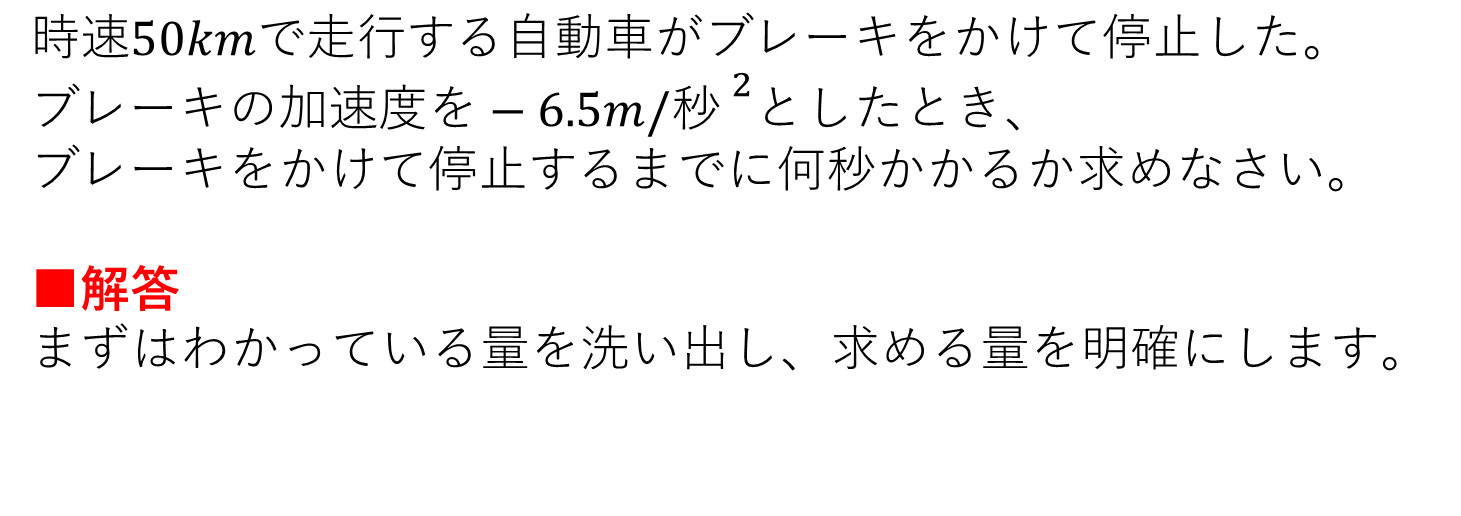 時速50kmで走行する自動車がブレーキをかけて停止した。
ブレーキの加速度を − 6.5m/秒²としたとき、
ブレーキをかけて停止するまでに何秒かかるか求めなさい。
■解答
まずはわかっている量を洗い出し、求める量を明確にします。